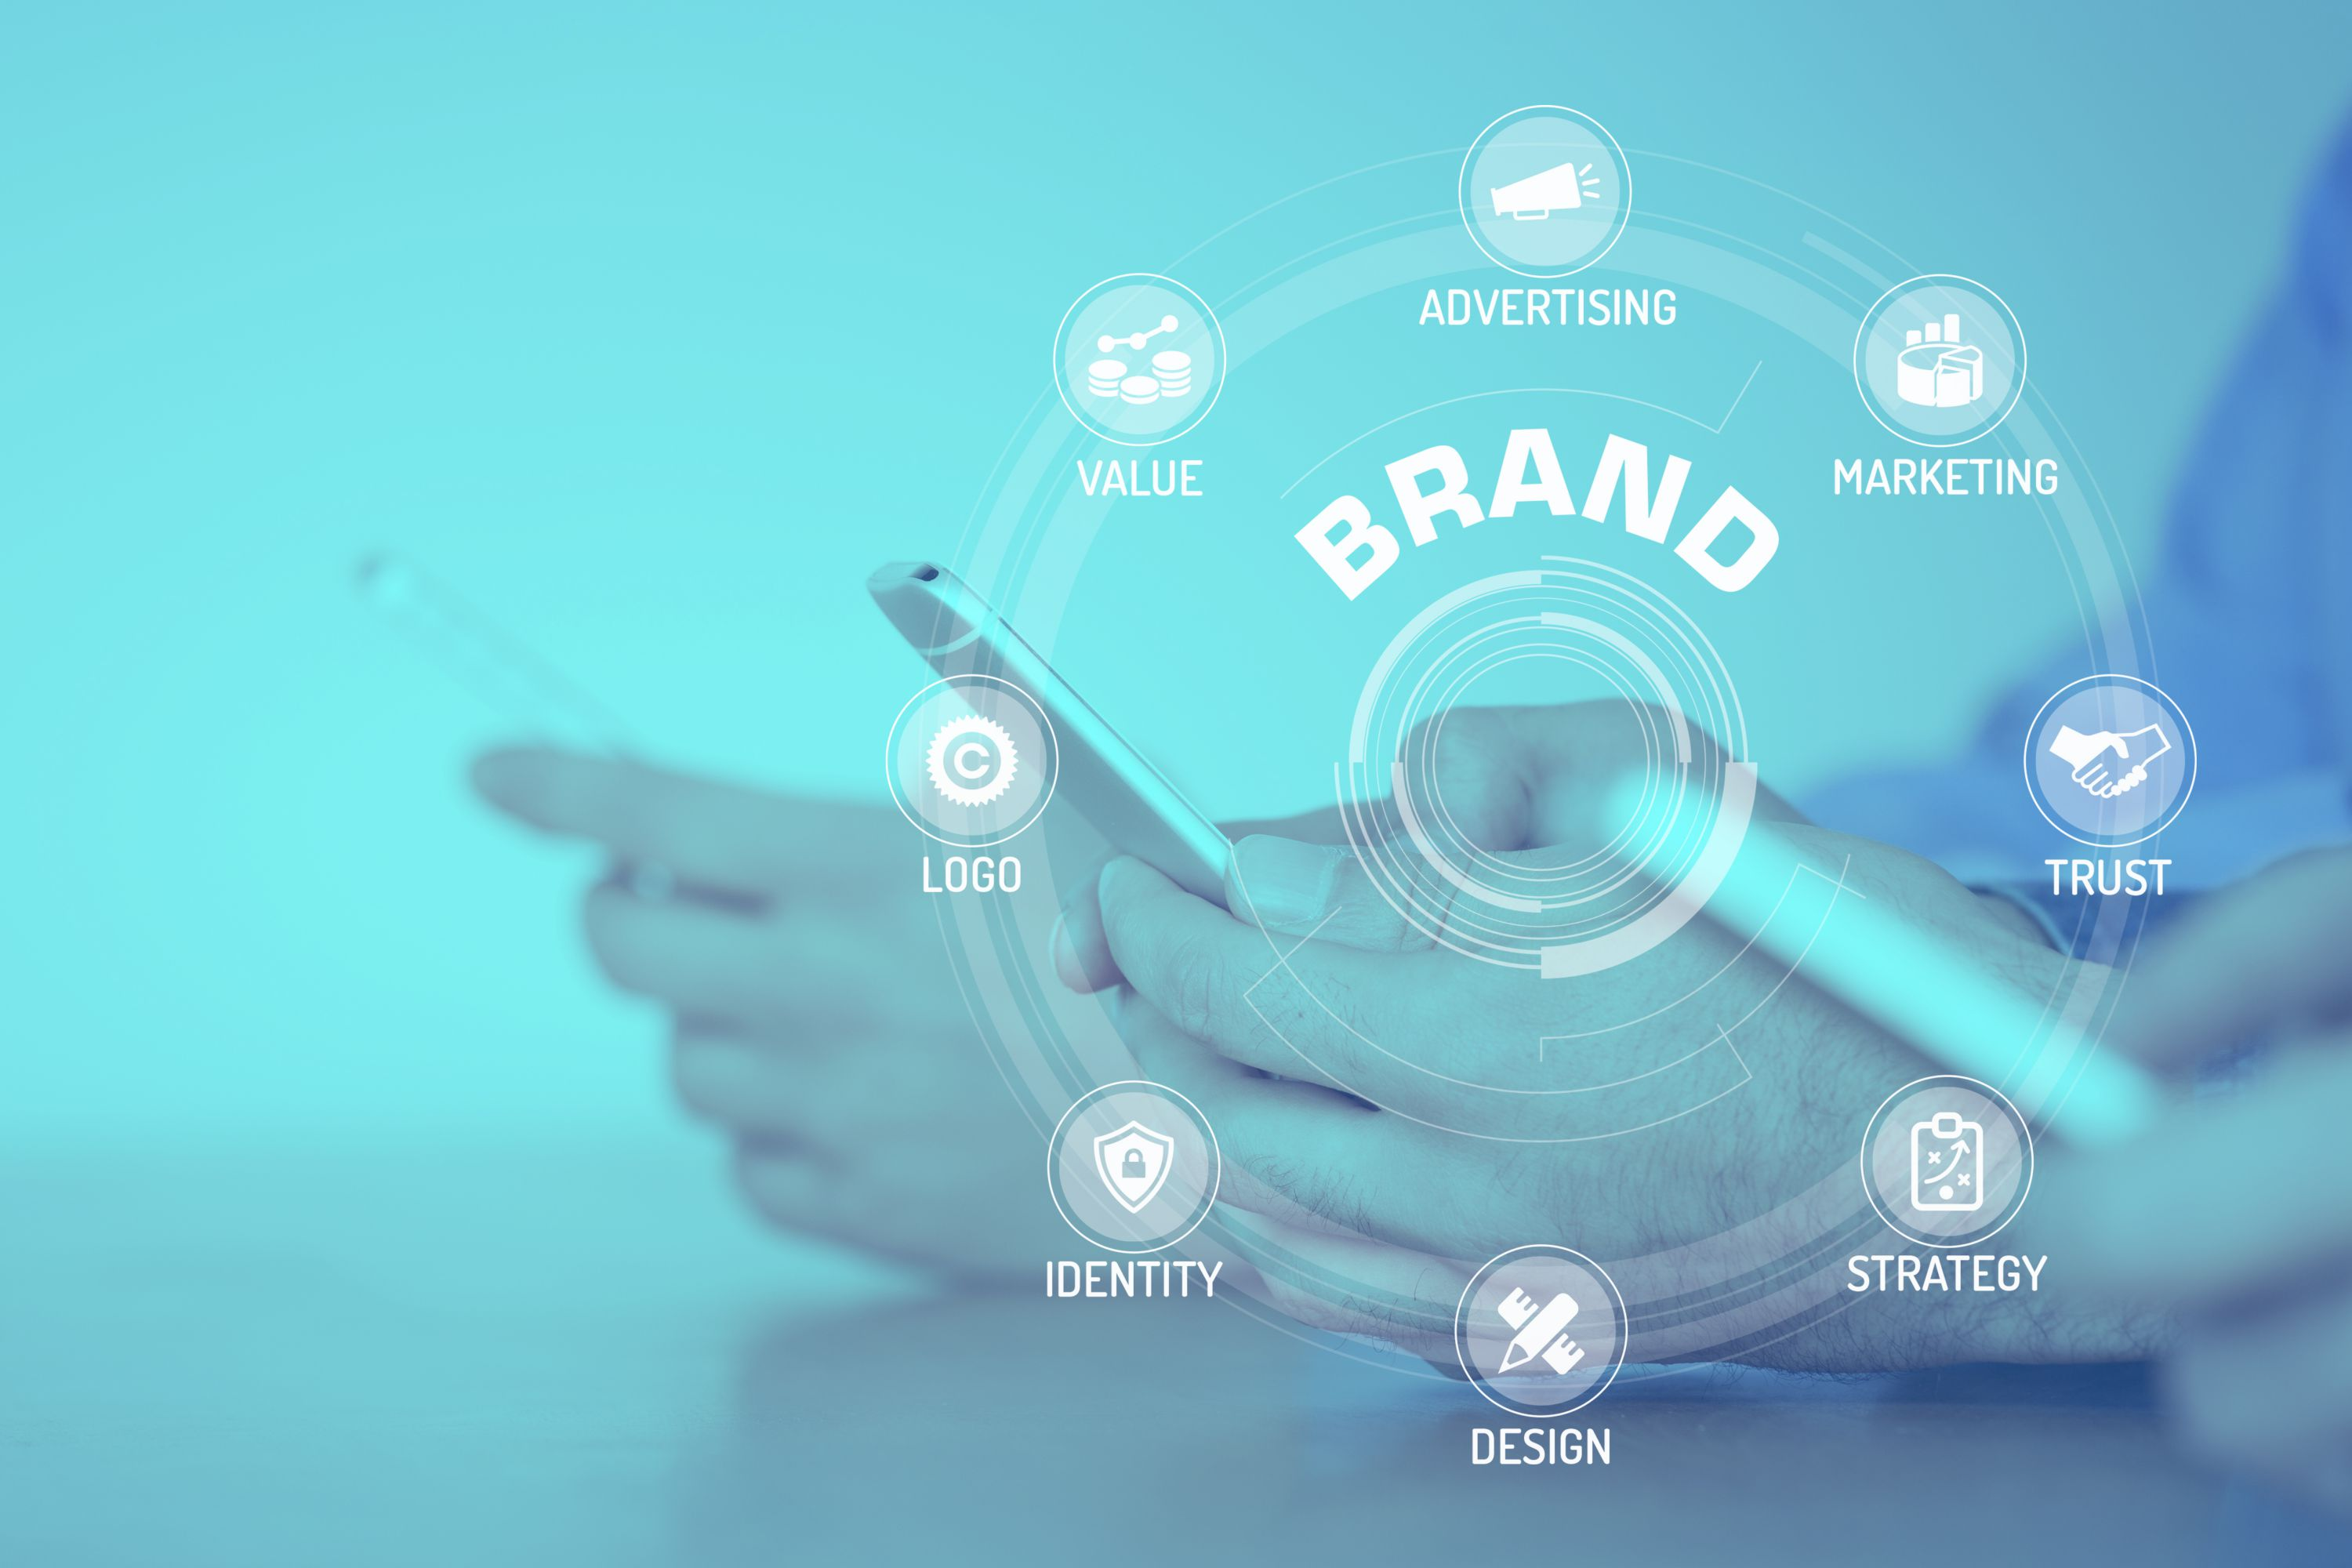 ADVERTISING
VALUE
MARKETING
BRAND
LOGO
C
TRUST
IDENTITY
STRATEGY
DESIGN